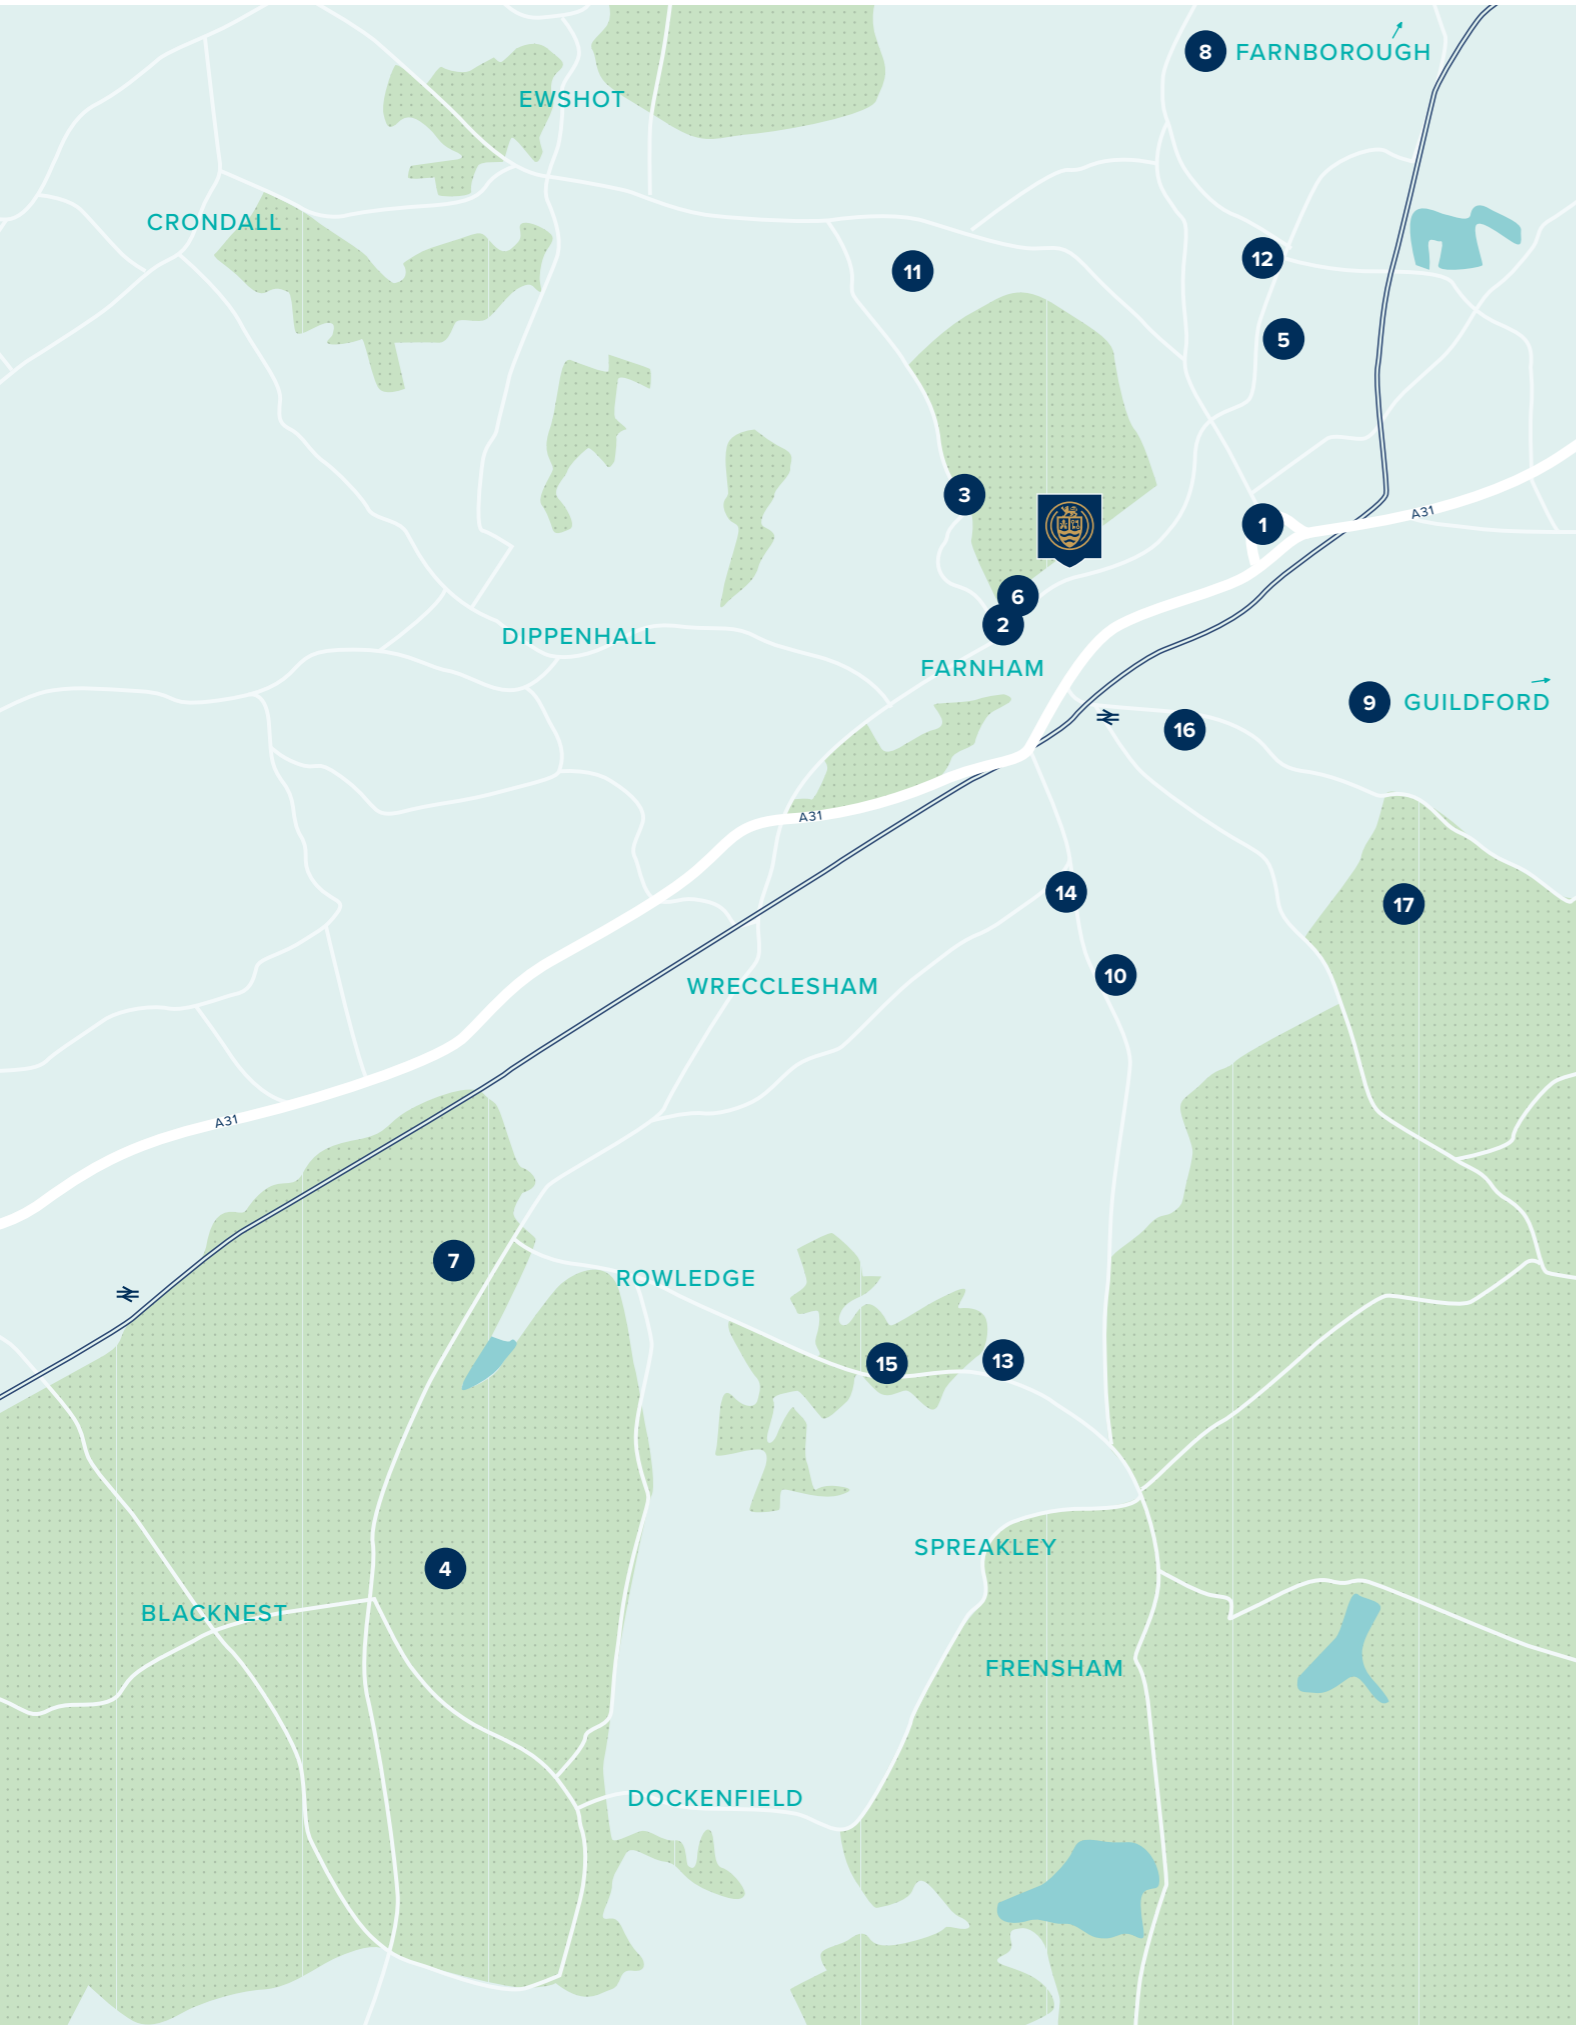 8 FARNBOROUGH
EWSHOT
CRONDALL
12
11
5
3
1
A31
6
2
DIPPENHALL
FARNHAM
9 GUILDFORD
16
A31
14
17
10
WRECCLESHAM
A31
7
ROWLEDGE
15
13
SPREAKLEY
4
BLACKNEST
FRENSHAM
DOCKENFIELD